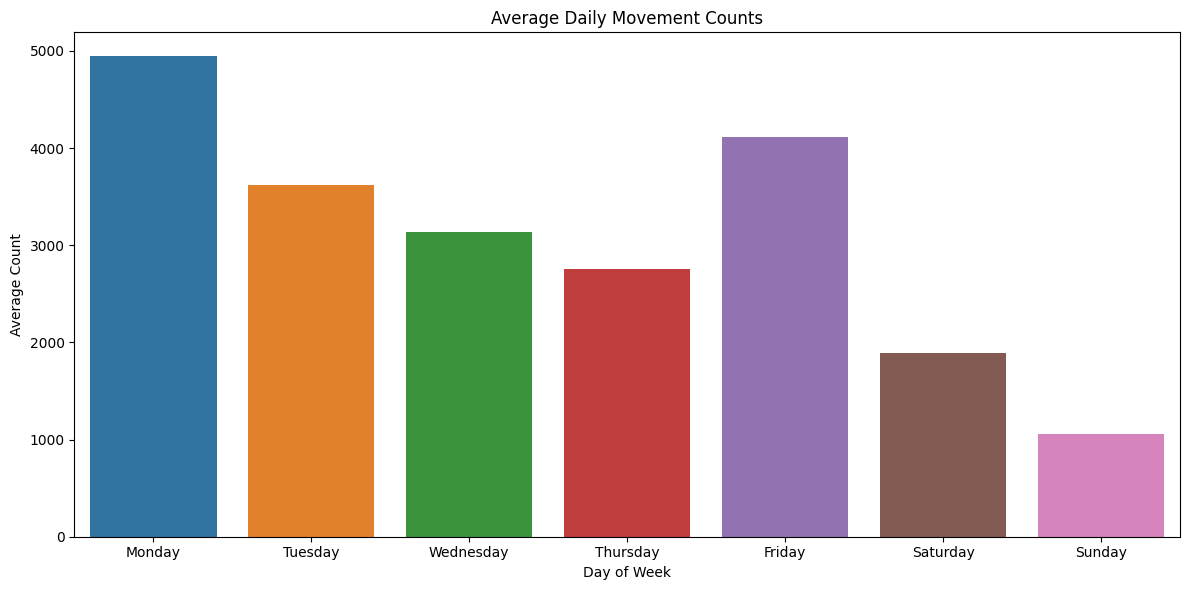 Average Daily Movement Counts
5000
4000
3000
2000
1000
0
Average Count
Monday Tuesday Wednesday Thursday Friday Saturday Sunday
Day of Week